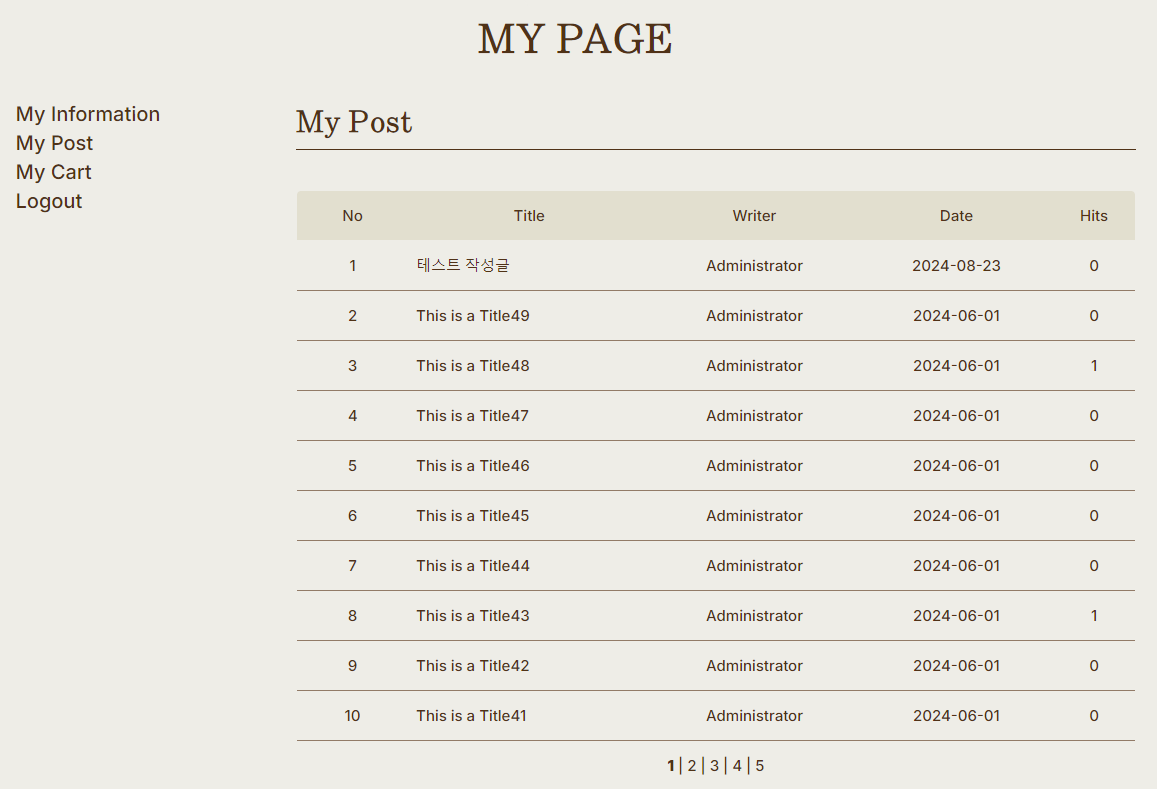 MY PAGE
My Information
My Post
My Cart
Logout
My Post
No Title Writer Date Hits
1 테스트 작성글 Administrator 2024-08-23 0
2 This is a Title49 Administrator 2024-06-01 0
3 This is a Title48 Administrator 2024-06-01 1
4 This is a Title47 Administrator 2024-06-01 0
5 This is a Title46 Administrator 2024-06-01 0
6 This is a Title45 Administrator 2024-06-01 0
7 This is a Title44 Administrator 2024-06-01 0
8 This is a Title43 Administrator 2024-06-01 1
9 This is a Title42 Administrator 2024-06-01 0
10 This is a Title41 Administrator 2024-06-01 0
1 | 2 | 3 | 4 | 5